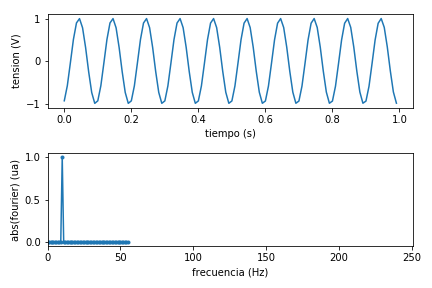 1
0
−1
tension (V)
0.0 0.2 0.4 0.6 0.8 1.0
tiempo (s)
1.0
0.5
0.0
abs(fourier) (ua)
0 50 100 150 200 250
frecuencia (Hz)